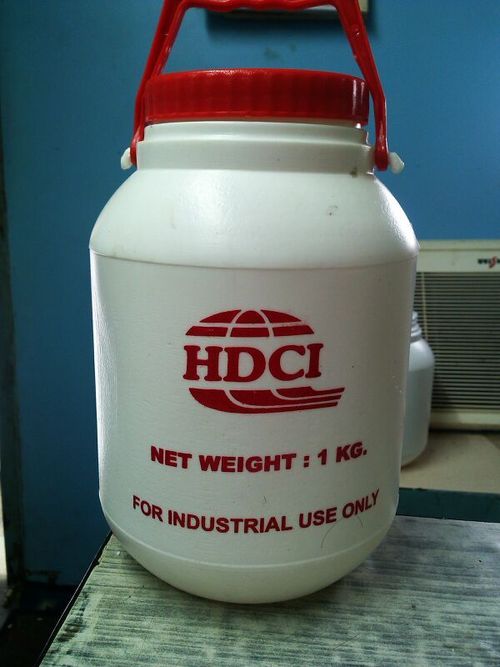 HDCI
NET WEIGHT : 1 KG.
FOR INDUSTRIAL USE ONLY